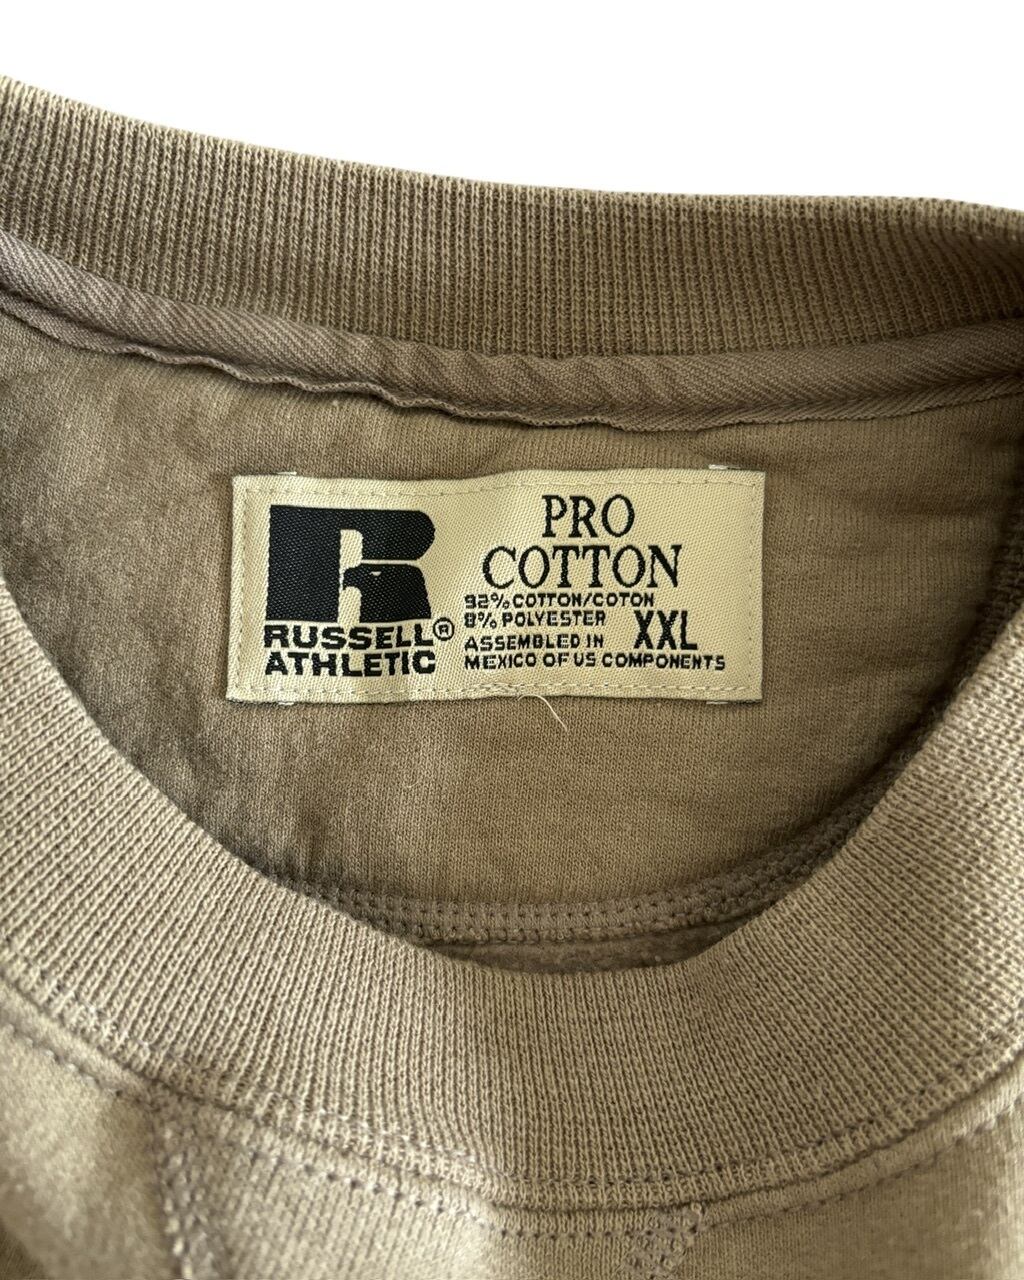 RUSSELL®
ATHLETIC
PRO
COTTON
92% COTTON/COTON
8% POLYESTER
XXL
ASSEMBLED IN
MEXICO OF US COMPONENTS